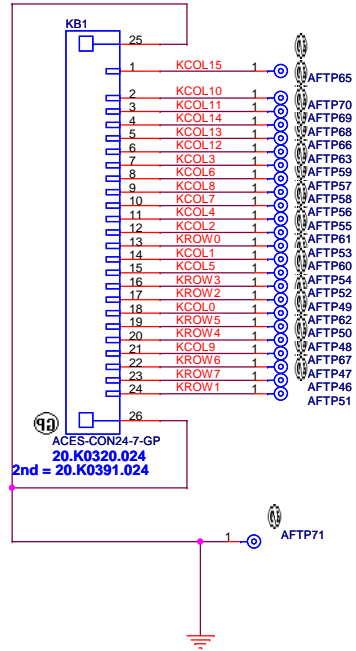 KB1
25
1 KCOL15 1 AFTP65
2 KCOL10 1 AFTP70
3 KCOL11 1 AFTP69
4 KCOL14 1 AFTP68
5 KCOL13 1 AFTP66
6 KCOL12 1 AFTP63
7 KCOL3 1 AFTP59
8 KCOL6 1 AFTP57
9 KCOL8 1 AFTP58
10 KCOL7 1 AFTP56
11 KCOL4 1 AFTP55
12 KCOL2 1 AFTP61
13 KROW0 1 AFTP53
14 KCOL1 1 AFTP60
15 KCOL5 1 AFTP54
16 KROW3 1 AFTP52
17 KROW2 1 AFTP49
18 KCOL0 1 AFTP62
19 KROW5 1 AFTP50
20 KROW4 1 AFTP48
21 KCOL9 1 AFTP67
22 KROW6 1 AFTP47
23 KROW7 1 AFTP46
24 KROW1 1 AFTP51
26
GP
ACES-CON24-7-GP
20.K0320.024
2nd = 20.K0391.024
1 AFTP71